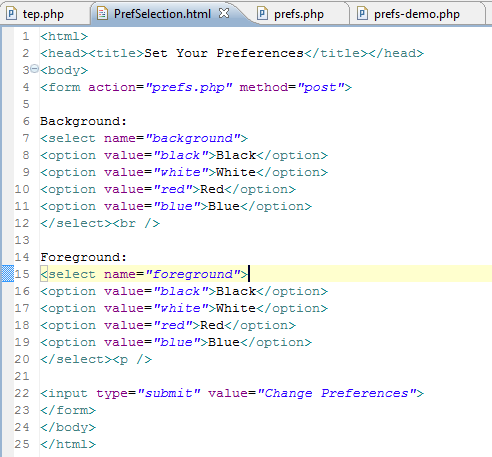 tep.php PrefSelection.html prefs.php prefs-demo.php
1 <html>
2 <head><title>Set Your Preferences</title></head>
3 <body>
4 <form action="prefs.php" method="post">
5
6 Background:
7 <select name="background">
8 <option value="black">Black</option>
9 <option value="white">White</option>
10 <option value="red">Red</option>
11 <option value="blue">Blue</option>
12 </select><br />
13
14 Foreground:
15 <select name="foreground">
16 <option value="black">Black</option>
17 <option value="white">White</option>
18 <option value="red">Red</option>
19 <option value="blue">Blue</option>
20 </select><p />
21
22 <input type="submit" value="Change Preferences">
23 </form>
24 </body>
25 </html>